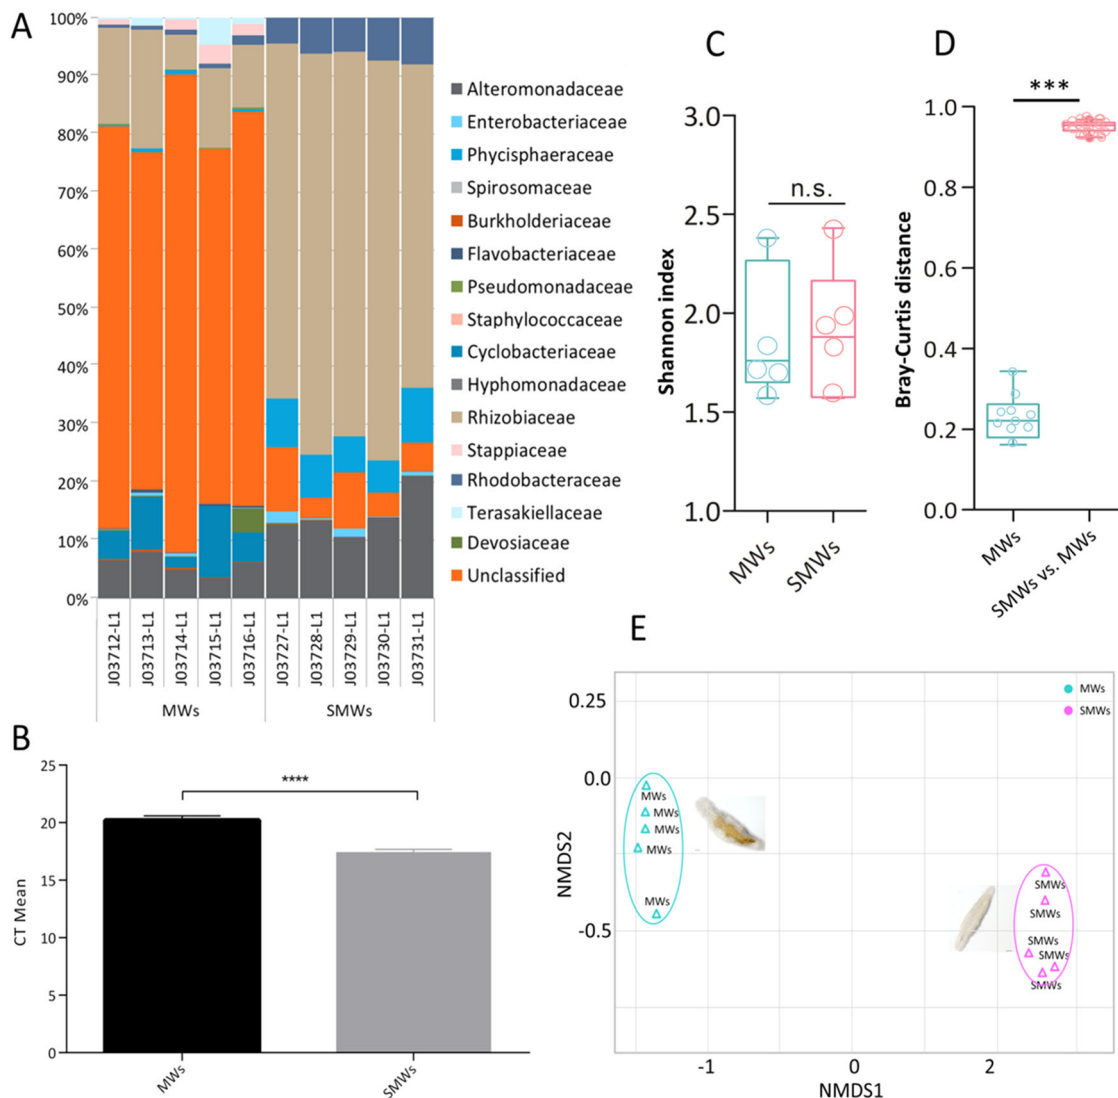 A
100%
90%
80%
70%
60%
50%
40%
30%
20%
10%
0%
J03712-L1
J03713-L1
J03714-L1
J03715-L1
J03716-L1
J03727-L1
J03728-L1
J03729-L1
J03730-L1
J03731-L1
MWs
SMWs
Alteromonadaceae
Enterobacteriaceae
Phycisphaeraceae
Spirosomaceae
Burkholderiaceae
Flavobacteriaceae
Pseudomonadaceae
Staphylococcaceae
Cyclobacteriaceae
Hyphomonadaceae
Rhizobiaceae
Stappiaceae
Rhodobacteraceae
Terasakiellaceae
Devosiaceae
Unclassified
B
CT Mean
25
20
15
10
5
0
****
MWs
SMWs
C
Shannon index
3.0
2.5
2.0
1.5
1.0
n.s.
MWs
SMWs
D
Bray-Curtis distance
1.0
0.8
0.6
0.4
0.2
0.0
***
MWs
SMWs vs. MWs
E
NMDS2
0.25
0.0
-0.5
MWs
SMWs
MWs
MWs
MWs
MWs
MWs
SMWs
SMWs
SMWs
SMWs
SMWs
-1
0
2
NMDS1